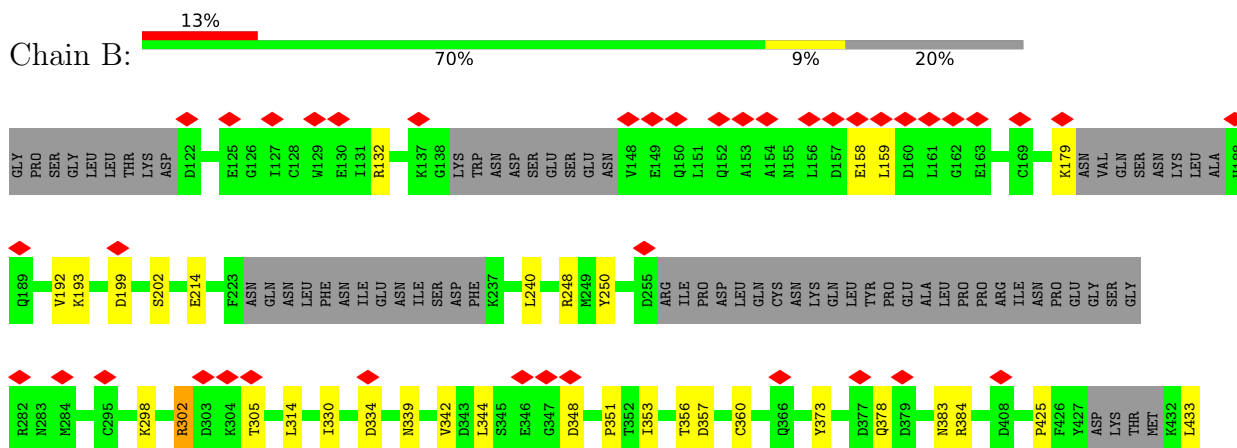 13%
Chain B:
70% 9% 20%
GLY PRO SER GLY LEU LEU THR LYS ASP D122 E125 G126 I127 C128 W129 E130 I131 R132 K137 G138 LYS TRP ASN ASP ASP SER GLU SER GLU ASN V148 E149 Q150 L151 Q152 A153 A154 N155 L156 D157 E158 L159 D160 L161 G162 E163 C169 K179 ASN VAL GLN SER ASN LYS LEU ALA
Q189 V192 K193 D199 S202 E214 F223 ASN GLN ASN LEU PHE ASN ILE GLU ASN ILE SER ASP PHE K237 L240 R248 M249 Y250 D255 ARG ILE PRO ASP LEU GLN CYS ASN LYS GLN LEU TYR PRO GLU ALA LEU PRO PRO ARG ILE ASN PRO GLU GLY SER GLY
R282 N283 M284 C295 K298 R302 D303 K304 T305 L314 I330 D334 N339 V342 D343 L344 S345 E346 G347 D348 P351 T352 I353 T356 D357 C360 Q366 Y373 D377 Q378 D379 N383 R384 D408 P425 F426 Y427 ASP LYS THR MET K432 L433